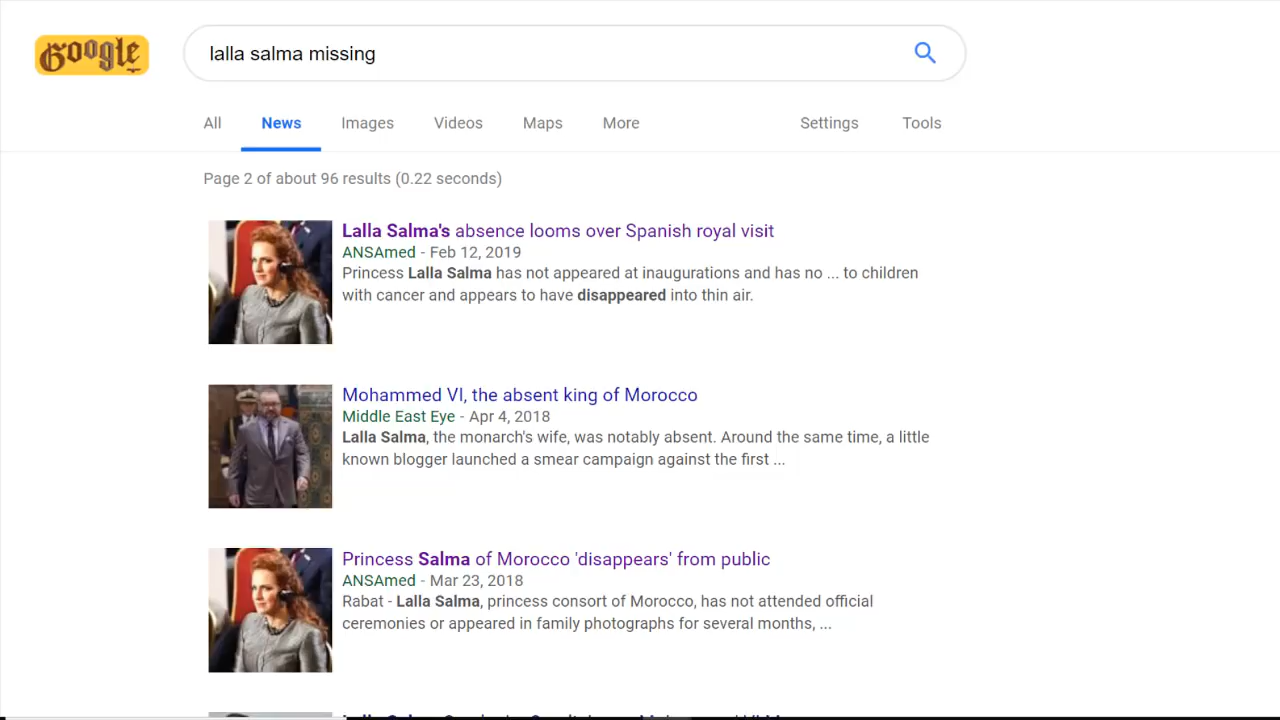 Google
lalla salma missing
All News Images Videos Maps More Settings Tools
Page 2 of about 96 results (0.22 seconds)
Lalla Salma's absence looms over Spanish royal visit
ANSAmed - Feb 12, 2019
Princess Lalla Salma has not appeared at inaugurations and has no ... to children
with cancer and appears to have disappeared into thin air.
Mohammed VI, the absent king of Morocco
Middle East Eye - Apr 4, 2018
Lalla Salma, the monarch's wife, was notably absent. Around the same time, a little
known blogger launched a smear campaign against the first ...
Princess Salma of Morocco 'disappears' from public
ANSAmed - Mar 23, 2018
Rabat - Lalla Salma, princess consort of Morocco, has not attended official
ceremonies or appeared in family photographs for several months, ...